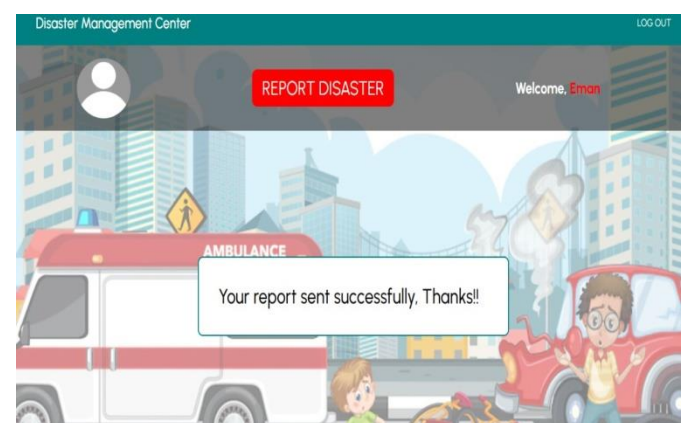 Disaster Management Center
LOG OUT
REPORT DISASTER
Welcome, Eman
AMBULANCE
Your report sent successfully, Thanks!!